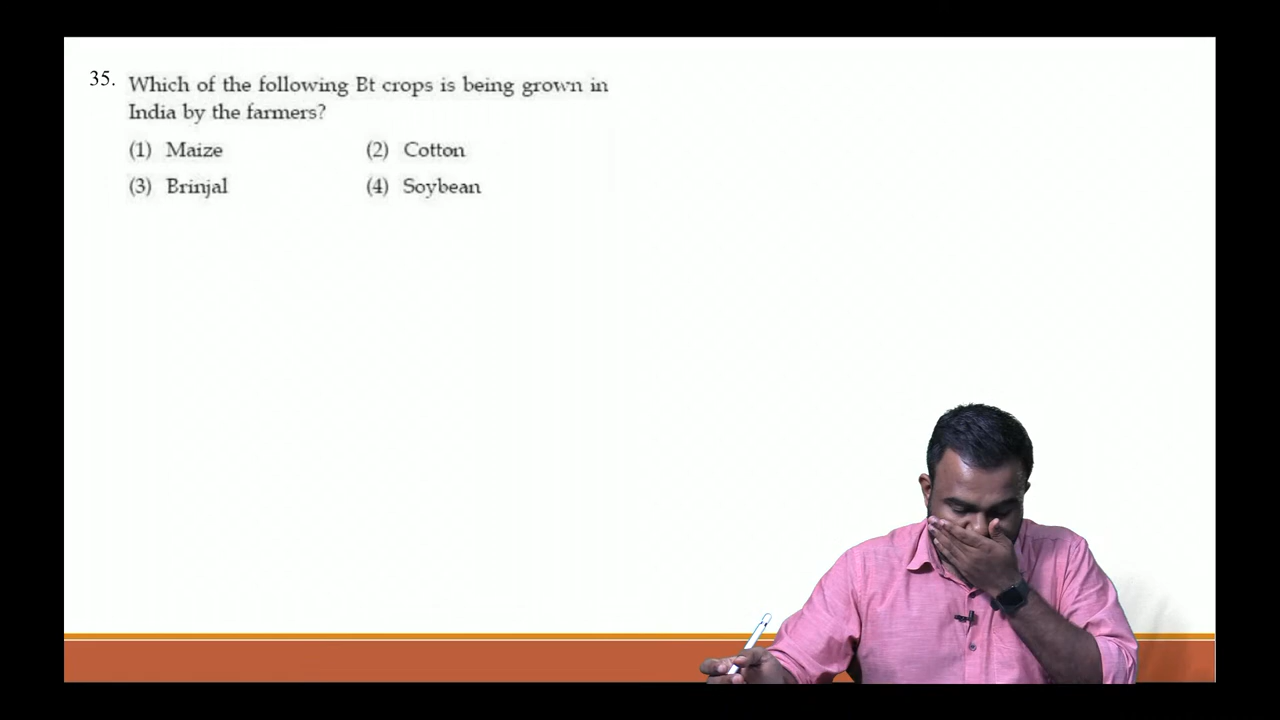 35. Which of the following Bt crops is being grown in
India by the farmers?
(1) Maize (2) Cotton
(3) Brinjal (4) Soybean